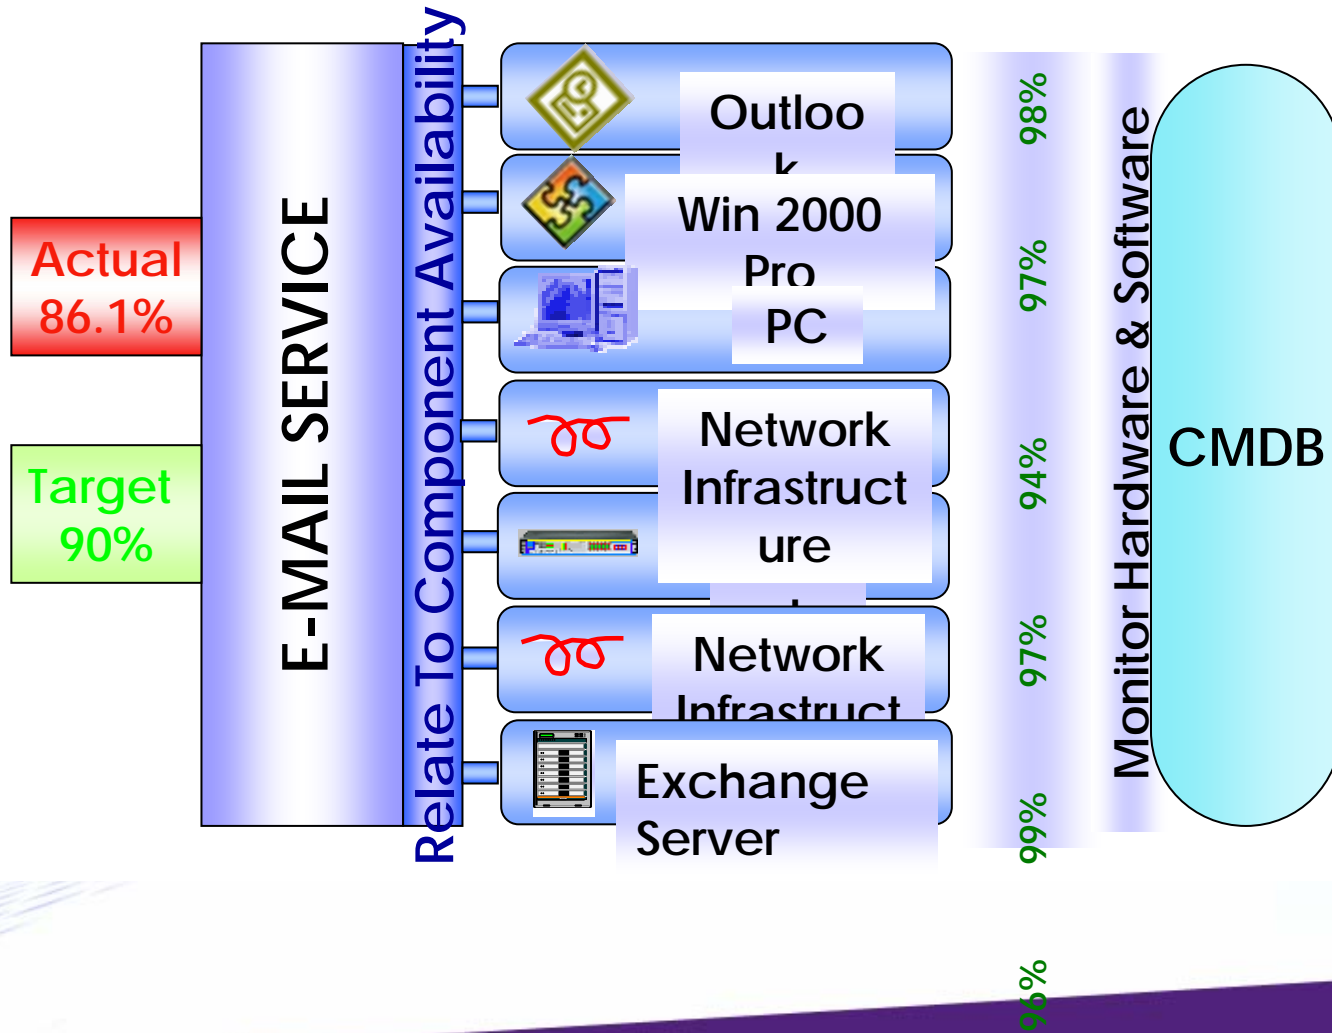 Actual
86.1%
Target
90%
E-MAIL SERVICE
Relate To Component Availability
Outloo
k
Win 2000
Pro
PC
Network
Infrastruct
ure
Network
Infrastruct
Exchange
Server
98%
97%
94%
97%
99%
96%
Monitor Hardware & Software
CMDB